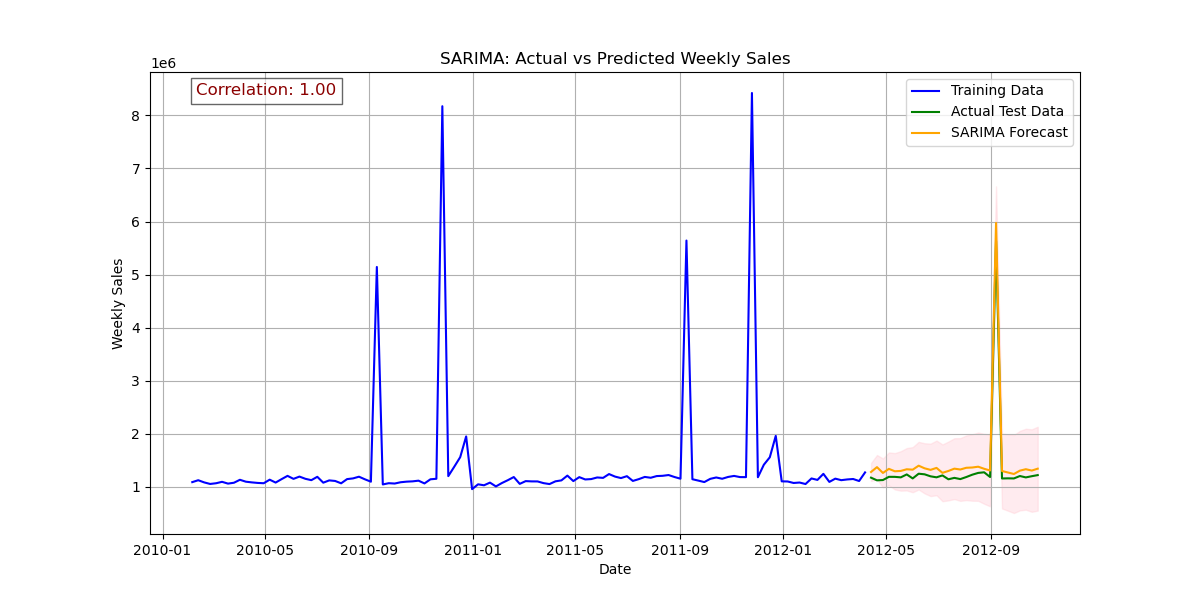 SARIMA: Actual vs Predicted Weekly Sales
1e6
Correlation: 1.00
Training Data
Actual Test Data
SARIMA Forecast
8
7
6
5
4
3
2
1
Weekly Sales
2010-01 2010-05 2010-09 2011-01 2011-05 2011-09 2012-01 2012-05 2012-09
Date